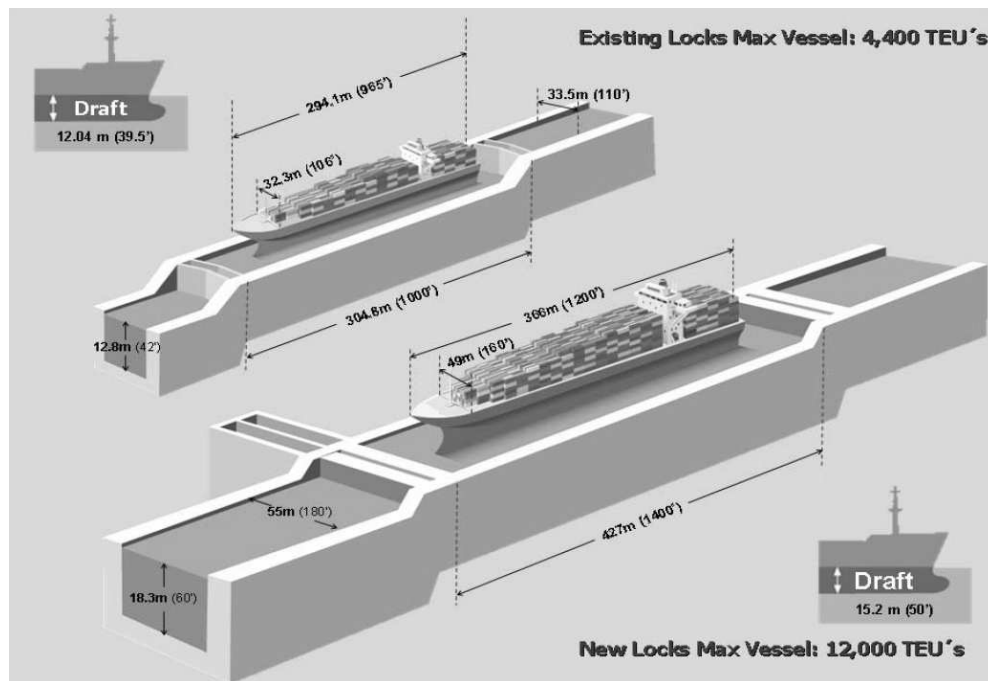 Existing Locks Max Vessel: 4,400 TEU´s
Draft
12.04 m (39.5')
294.1m (965')
33.5m (110')
32.3m (106')
304.8m (1000')
12.8m (42')
366m (1200')
49m (160')
55m (180')
427m (1400')
18.3m (60')
Draft
15.2 m (50')
New Locks Max Vessel: 12,000 TEU´s